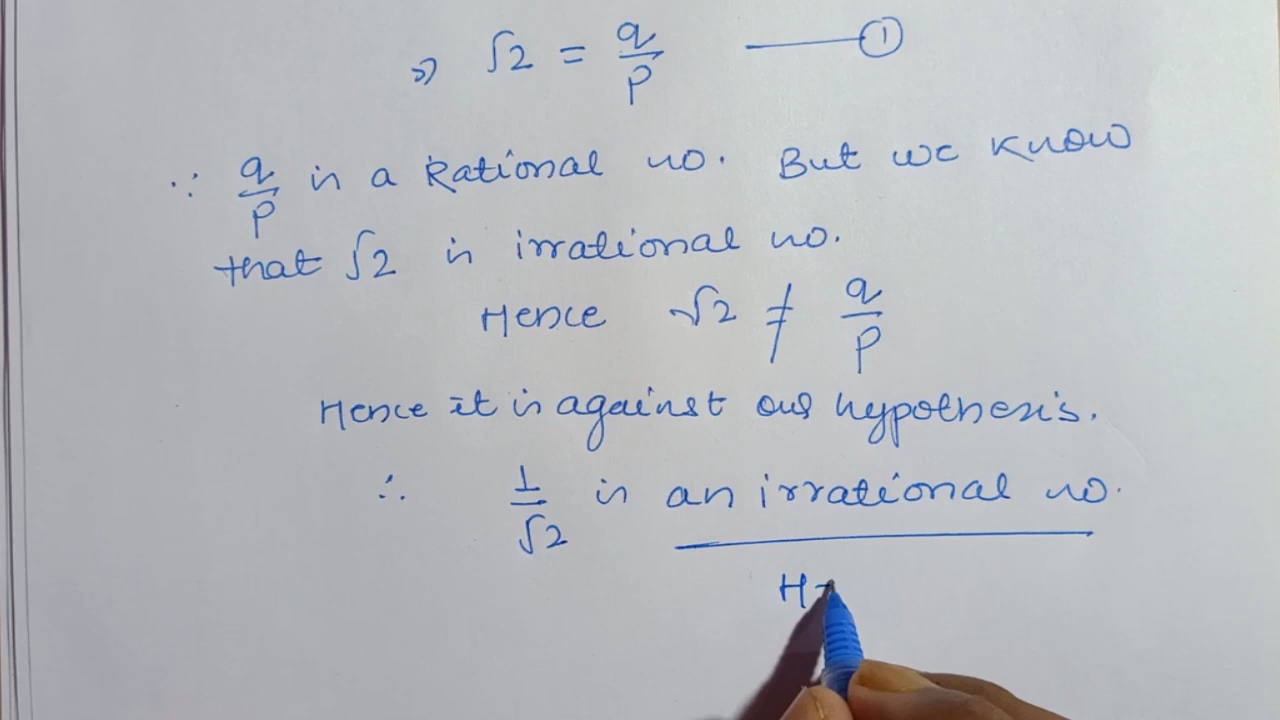 ⇒ √2 = q/p —— ①
∵ q/p is a Rational no. But we know
that √2 is irrational no.
Hence √2 ≠ q/p
Hence it is against our hypothesis.
∴ 1/√2 is an irrational no.
H